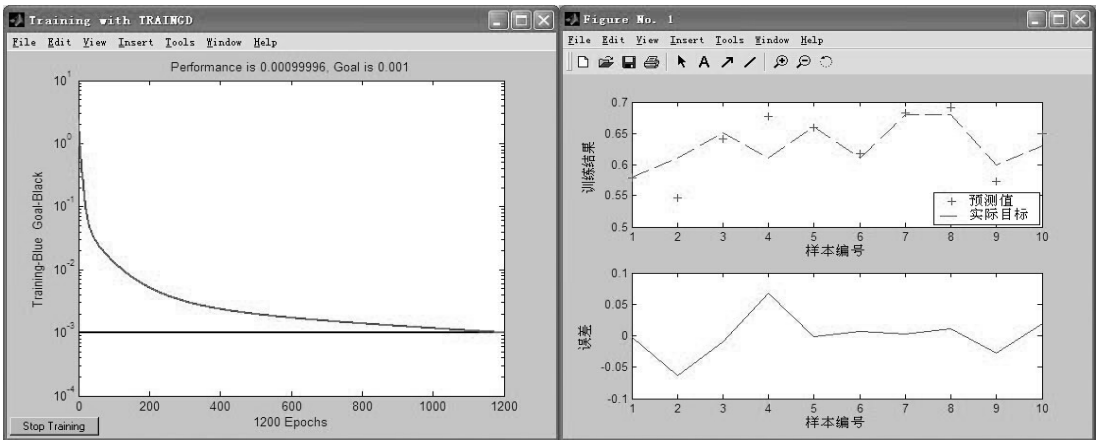 Training with TRAINGD
File Edit View Insert Tools Window Help
Performance is 0.00099996, Goal is 0.001
Training-Blue Goal-Black
10^1
10^0
10^-1
10^-2
10^-3
10^-4
0 200 400 600 800 1000 1200
1200 Epochs
Stop Training
Figure No. 1
File Edit View Insert Tools Window Help
A
训练结果
0.7
0.65
0.6
0.55
0.5
预测值
实际目标
1 2 3 4 5 6 7 8 9 10
样本编号
误差
0.1
0.05
0
-0.05
-0.1
1 2 3 4 5 6 7 8 9 10
样本编号